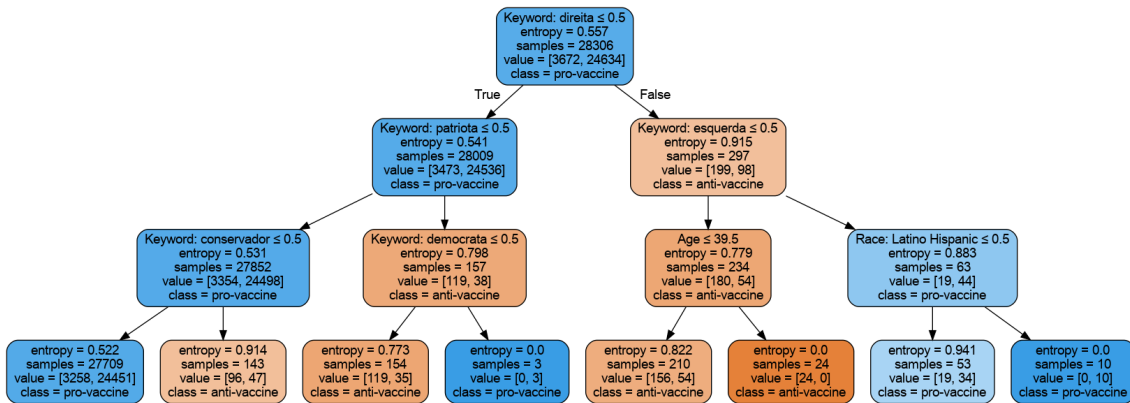 Keyword: direita ≤ 0.5
entropy = 0.557
samples = 28306
value = [3672, 24634]
class = pro-vaccine
True
False
Keyword: patriota ≤ 0.5
entropy = 0.541
samples = 28009
value = [3473, 24536]
class = pro-vaccine
Keyword: esquerda ≤ 0.5
entropy = 0.915
samples = 297
value = [199, 98]
class = anti-vaccine
Keyword: conservador ≤ 0.5
entropy = 0.531
samples = 27852
value = [3354, 24498]
class = pro-vaccine
Keyword: democrata ≤ 0.5
entropy = 0.798
samples = 157
value = [119, 38]
class = anti-vaccine
Age ≤ 39.5
entropy = 0.779
samples = 234
value = [180, 54]
class = anti-vaccine
Race: Latino Hispanic ≤ 0.5
entropy = 0.883
samples = 63
value = [19, 44]
class = pro-vaccine
entropy = 0.522
samples = 27709
value = [3258, 24451]
class = pro-vaccine
entropy = 0.914
samples = 143
value = [96, 47]
class = anti-vaccine
entropy = 0.773
samples = 154
value = [119, 35]
class = anti-vaccine
entropy = 0.0
samples = 3
value = [0, 3]
class = pro-vaccine
entropy = 0.822
samples = 210
value = [156, 54]
class = anti-vaccine
entropy = 0.0
samples = 24
value = [24, 0]
class = anti-vaccine
entropy = 0.941
samples = 53
value = [19, 34]
class = pro-vaccine
entropy = 0.0
samples = 10
value = [0, 10]
class = pro-vaccine